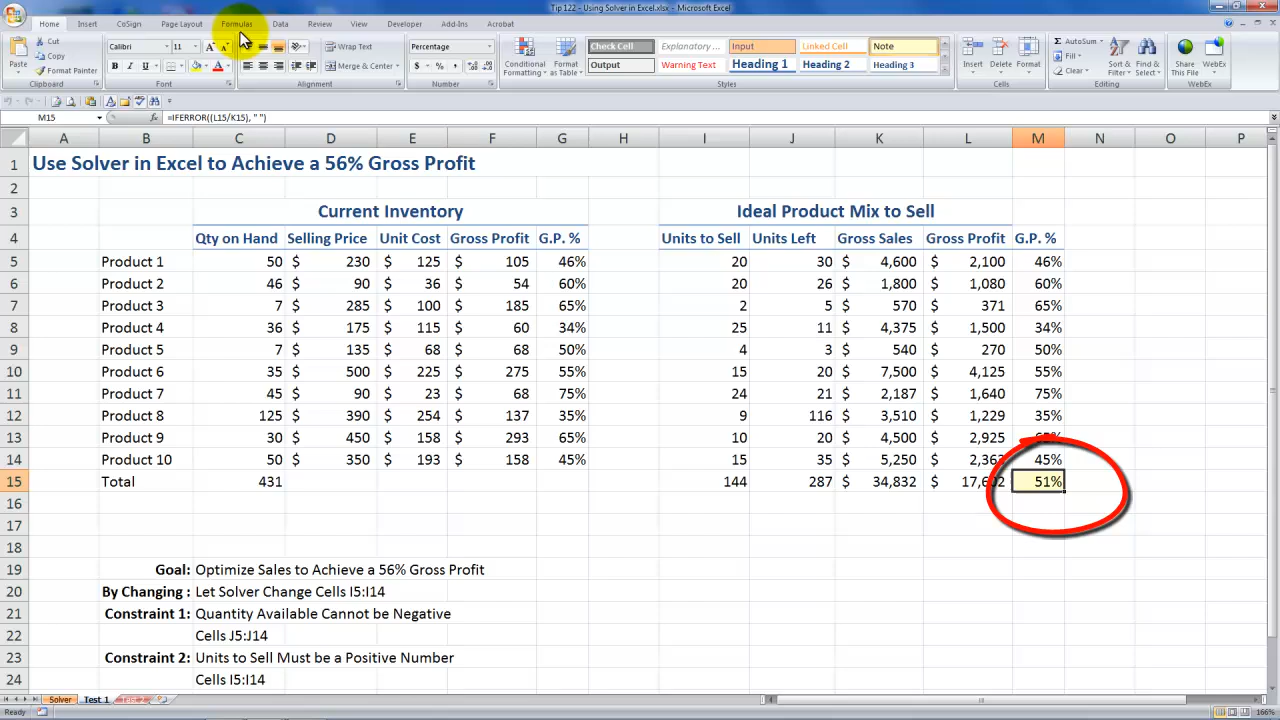 Tip 122 - Using Solver in Excel.xlsx - Microsoft Excel
Home Insert CoSign Page Layout Formulas Data Review View Developer Add-Ins Acrobat
Cut
Copy
Format Painter
Paste
Clipboard
Calibri 11
B I U
Font
Wrap Text
Merge & Center
Alignment
Percentage
$ % ,
Number
Conditional Formatting
Format as Table
Check Cell Explanatory ... Input Linked Cell Note
Output Warning Text Heading 1 Heading 2 Heading 3
Styles
Insert Delete Format
Cells
AutoSum
Fill
Clear
Sort & Filter
Find & Select
Editing
Share This File
WebEx
WebEx
M15 fx =IFERROR((L15/K15), " ")
A B C D E F G H I J K L M N O P
1 Use Solver in Excel to Achieve a 56% Gross Profit
2
3 Current Inventory Ideal Product Mix to Sell
4 Qty on Hand Selling Price Unit Cost Gross Profit G.P. % Units to Sell Units Left Gross Sales Gross Profit G.P. %
5 Product 1 50 $ 230 $ 125 $ 105 46% 20 30 $ 4,600 $ 2,100 46%
6 Product 2 46 $ 90 $ 36 $ 54 60% 20 26 $ 1,800 $ 1,080 60%
7 Product 3 7 $ 285 $ 100 $ 185 65% 2 5 $ 570 $ 371 65%
8 Product 4 36 $ 175 $ 115 $ 60 34% 25 11 $ 4,375 $ 1,500 34%
9 Product 5 7 $ 135 $ 68 $ 68 50% 4 3 $ 540 $ 270 50%
10 Product 6 35 $ 500 $ 225 $ 275 55% 15 20 $ 7,500 $ 4,125 55%
11 Product 7 45 $ 90 $ 23 $ 68 75% 24 21 $ 2,187 $ 1,640 75%
12 Product 8 125 $ 390 $ 254 $ 137 35% 9 116 $ 3,510 $ 1,229 35%
13 Product 9 30 $ 450 $ 158 $ 293 65% 10 20 $ 4,500 $ 2,925 65%
14 Product 10 50 $ 350 $ 193 $ 158 45% 15 35 $ 5,250 $ 2,363 45%
15 Total 431 144 287 $ 34,832 $ 17,602 51%
16
17
18
19 Goal: Optimize Sales to Achieve a 56% Gross Profit
20 By Changing : Let Solver Change Cells I5:I14
21 Constraint 1: Quantity Available Cannot be Negative
22 Cells J5:J14
23 Constraint 2: Units to Sell Must be a Positive Number
24 Cells I5:I14
Solver Test 1 Test 2
Ready 166%